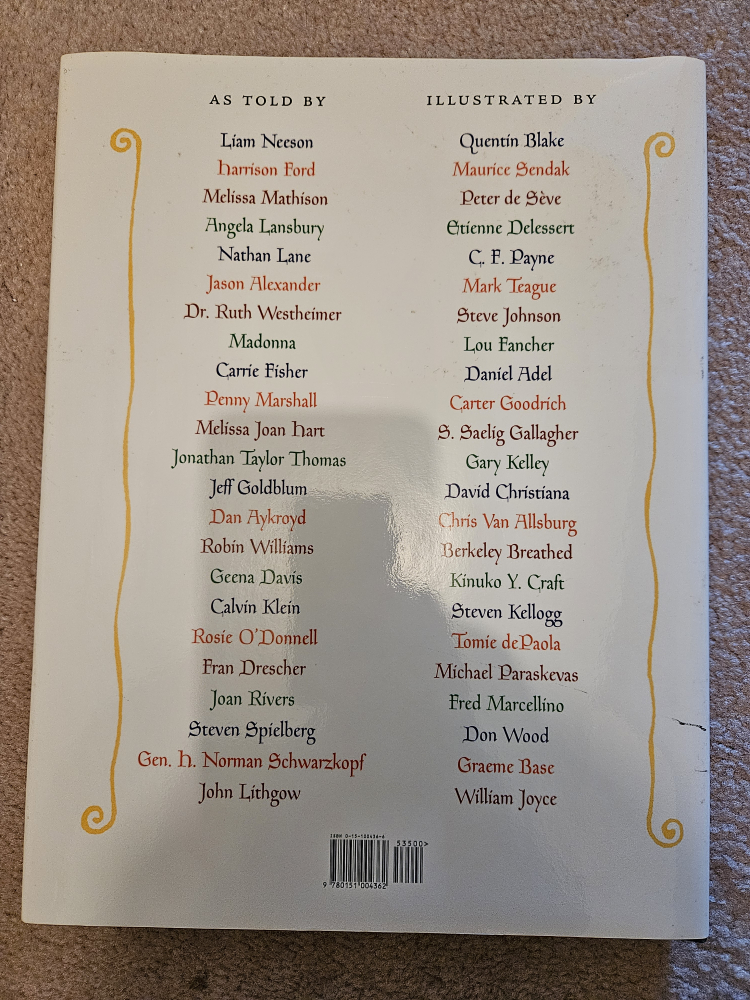 AS TOLD BY
Liam Neeson
Harrison Ford
Melissa Mathison
Angela Lansbury
Nathan Lane
Jason Alexander
Dr. Ruth Westheimer
Madonna
Carrie Fisher
Penny Marshall
Melissa Joan Hart
Jonathan Taylor Thomas
Jeff Goldblum
Dan Aykroyd
Robin Williams
Geena Davis
Calvin Klein
Rosie O'Donnell
Fran Drescher
Joan Rivers
Steven Spielberg
Gen. H. Norman Schwarzkopf
John Lithgow
ILLUSTRATED BY
Quentin Blake
Maurice Sendak
Peter de Sève
Etienne Delessert
C. F. Payne
Mark Teague
Steve Johnson
Lou Fancher
Daniel Adel
Carter Goodrich
S. Saelig Gallagher
Gary Kelley
David Christiana
Chris Van Allsburg
Berkeley Breathed
Kinuko Y. Craft
Steven Kellogg
Tomie dePaola
Michael Paraskevas
Fred Marcellino
Don Wood
Graeme Base
William Joyce
ISBN 0-15-100436-6
53500>
9 780151 004362